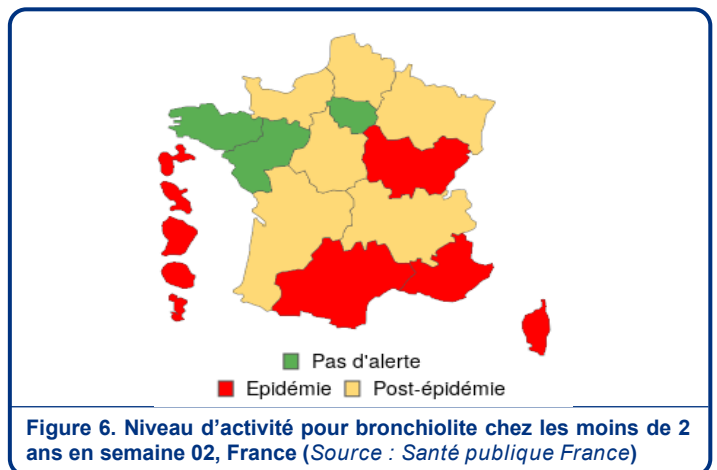 Pas d'alerte
Epidémie Post-épidémie
Figure 6. Niveau d'activité pour bronchiolite chez les moins de 2
ans en semaine 02, France (Source : Santé publique France)